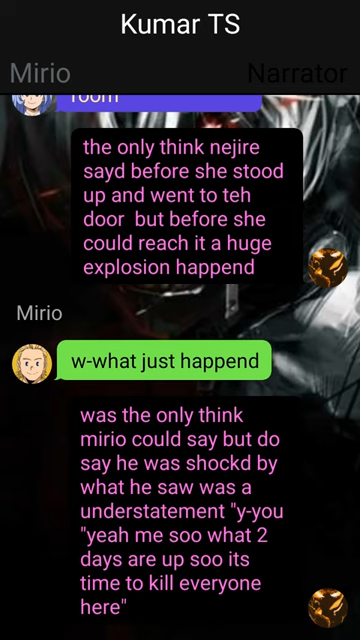 Kumar TS
Mirio
Narrator
room
the only think nejire
sayd before she stood
up and went to teh
door but before she
could reach it a huge
explosion happend
Mirio
w-what just happend
was the only think
mirio could say but do
say he was shockd by
what he saw was a
understatement "y-you
"yeah me soo what 2
days are up soo its
time to kill everyone
here"